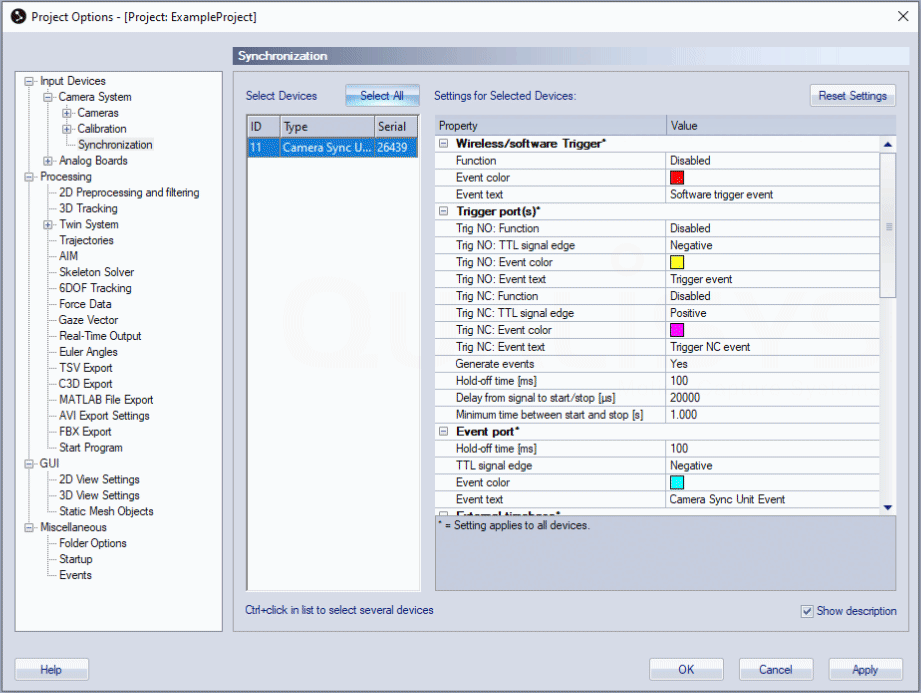 Project Options - [Project: ExampleProject]
Synchronization
Input Devices
Camera System
Cameras
Calibration
Synchronization
Analog Boards
Processing
2D Preprocessing and filtering
3D Tracking
Twin System
Trajectories
AIM
Skeleton Solver
6DOF Tracking
Force Data
Gaze Vector
Real-Time Output
Euler Angles
TSV Export
C3D Export
MATLAB File Export
AVI Export Settings
FBX Export
Start Program
GUI
2D View Settings
3D View Settings
Static Mesh Objects
Miscellaneous
Folder Options
Startup
Events
Select Devices
Select All
ID Type Serial
11 Camera Sync U... 26439
Ctrl+click in list to select several devices
Settings for Selected Devices:
Reset Settings
Property Value
Wireless/software Trigger*
Function Disabled
Event color
Event text Software trigger event
Trigger port(s)*
Trig NO: Function Disabled
Trig NO: TTL signal edge Negative
Trig NO: Event color
Trig NO: Event text Trigger event
Trig NC: Function Disabled
Trig NC: TTL signal edge Positive
Trig NC: Event color
Trig NC: Event text Trigger NC event
Generate events Yes
Hold-off time [ms] 100
Delay from signal to start/stop [µs] 20000
Minimum time between start and stop [s] 1.000
Event port*
Hold-off time [ms] 100
TTL signal edge Negative
Event color
Event text Camera Sync Unit Event
External timebase*
* = Setting applies to all devices.
Show description
Help
OK
Cancel
Apply